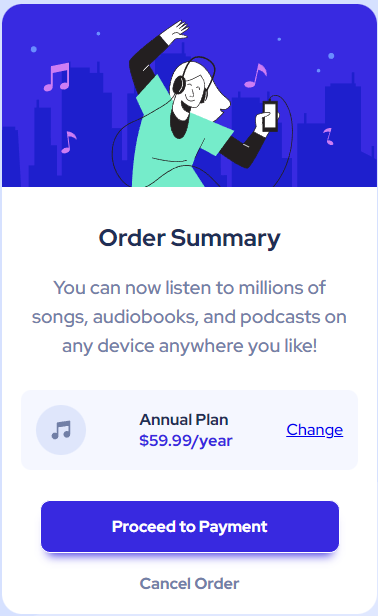 Order Summary
You can now listen to millions of
songs, audiobooks, and podcasts on
any device anywhere you like!
Annual Plan
$59.99/year
Change
Proceed to Payment
Cancel Order